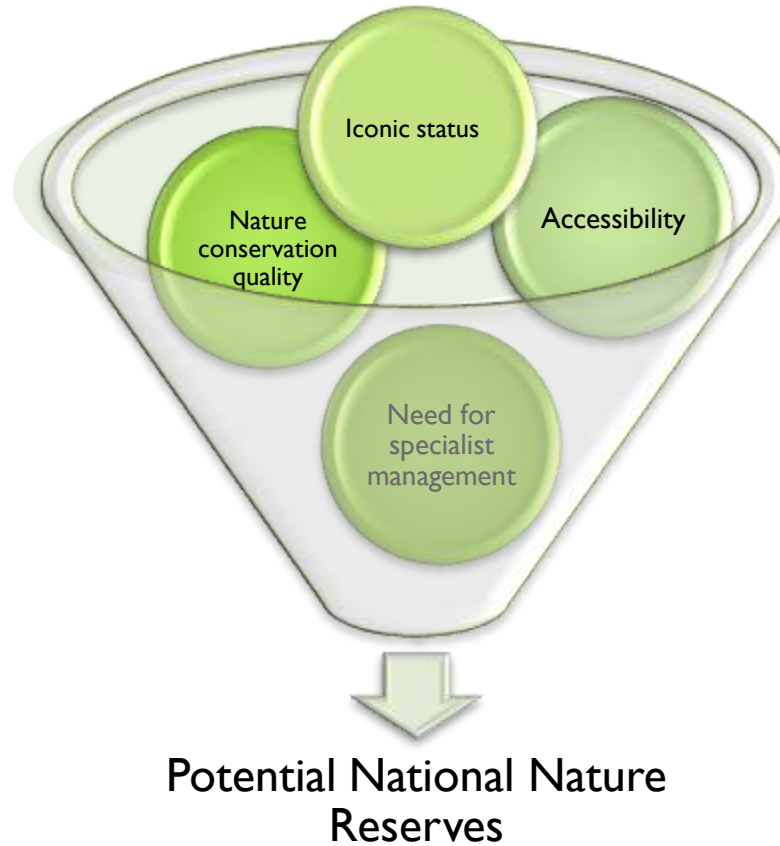 Iconic status
Nature
conservation
quality
Accessibility
Need for
specialist
management
Potential National Nature
Reserves